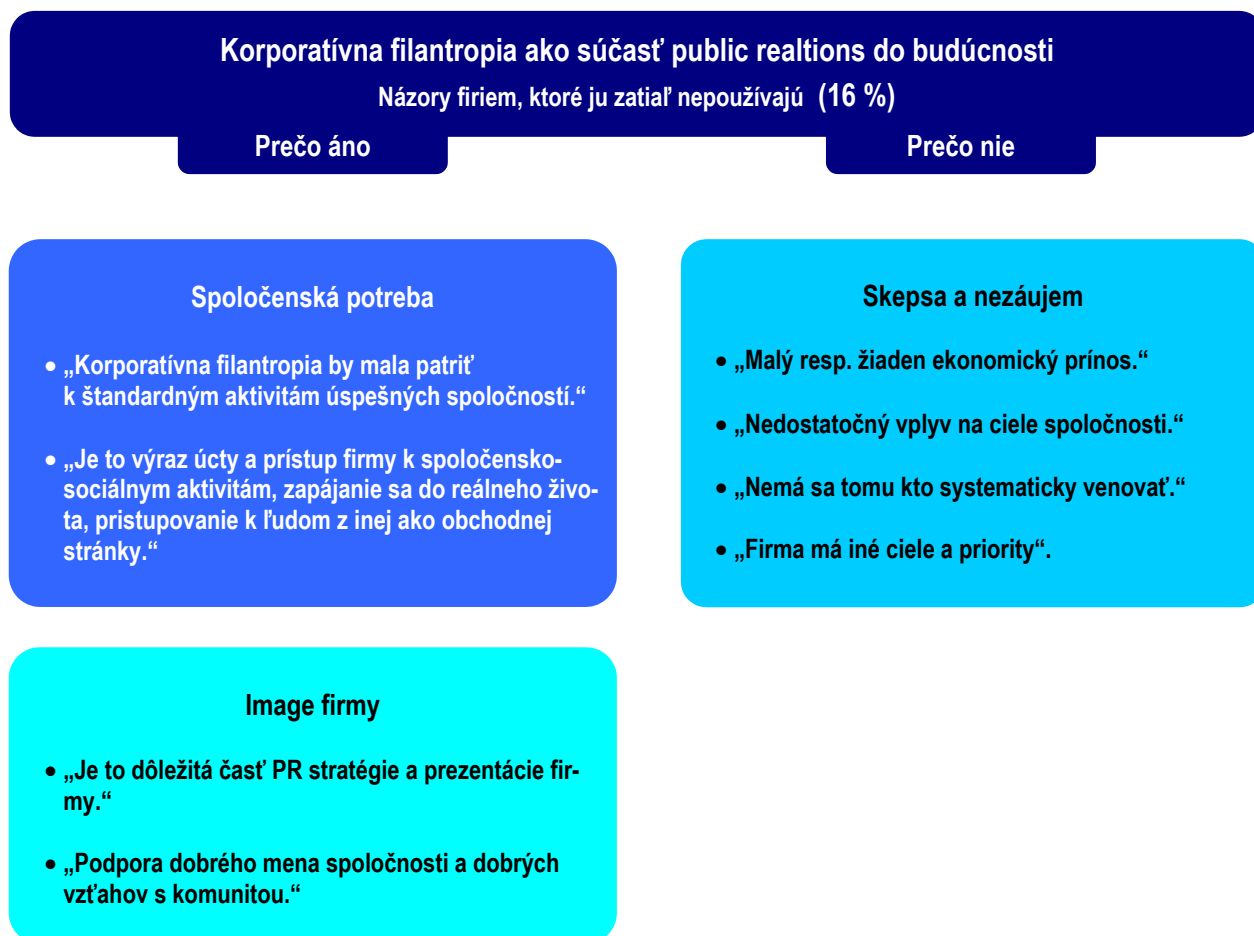 Korporatívna filantropia ako súčasť public realtions do budúcnosti
Názory firiem, ktoré ju zatiaľ nepoužívajú (16 %)
Prečo áno
Prečo nie
Spoločenská potreba
• „Korporatívna filantropia by mala patriť
k štandardným aktivitám úspešných spoločností.“
• „Je to výraz úcty a prístup firmy k spoločensko-
sociálnym aktivitám, zapájanie sa do reálneho živo-
ta, pristupovanie k ľuďom z inej ako obchodnej
stránky.“
Skepsa a nezáujem
• „Malý resp. žiaden ekonomický prínos.“
• „Nedostatočný vplyv na ciele spoločnosti.“
• „Nemá sa tomu kto systematicky venovať.“
• „Firma má iné ciele a priority“.
Image firmy
• „Je to dôležitá časť PR stratégie a prezentácie fir-
my.“
• „Podpora dobrého mena spoločnosti a dobrých
vzťahov s komunitou.“